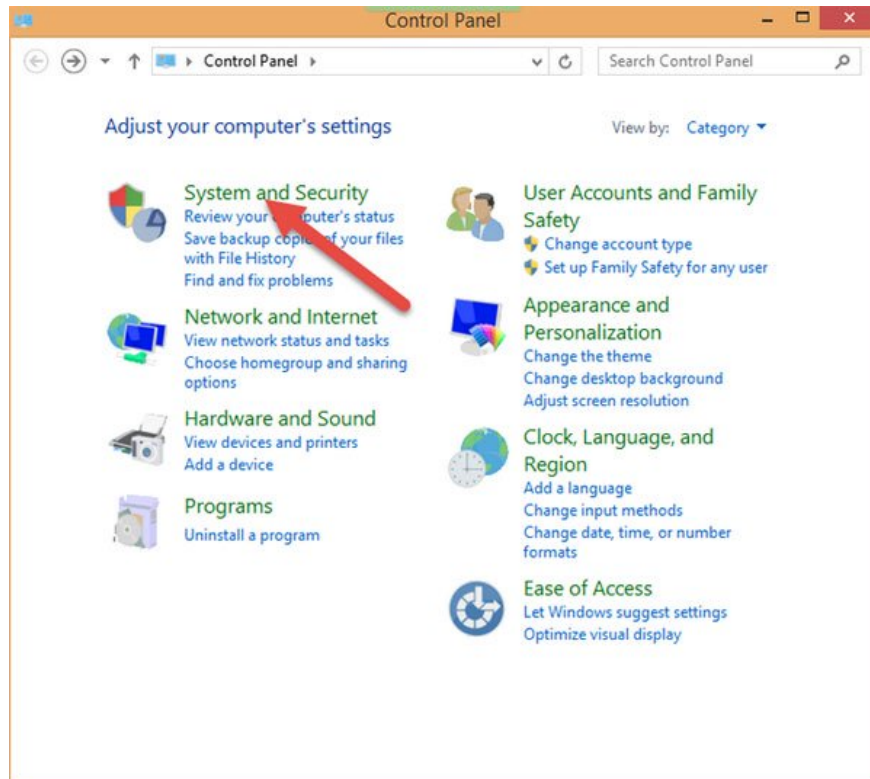 Control Panel
Control Panel
Search Control Panel
Adjust your computer's settings
View by: Category
System and Security
Review your computer's status
Save backup copies of your files
with File History
Find and fix problems
Network and Internet
View network status and tasks
Choose homegroup and sharing
options
Hardware and Sound
View devices and printers
Add a device
Programs
Uninstall a program
User Accounts and Family
Safety
Change account type
Set up Family Safety for any user
Appearance and
Personalization
Change the theme
Change desktop background
Adjust screen resolution
Clock, Language, and
Region
Add a language
Change input methods
Change date, time, or number
formats
Ease of Access
Let Windows suggest settings
Optimize visual display